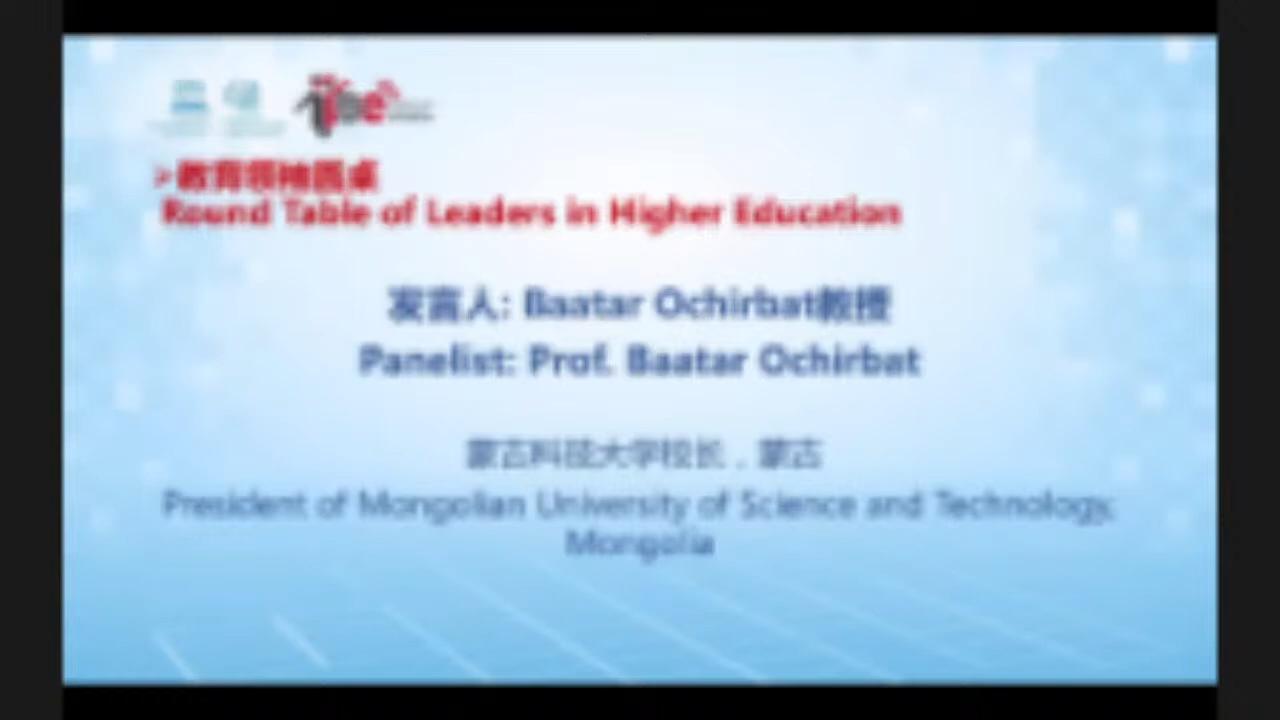 >教育领袖圆桌
Round Table of Leaders in Higher Education
发言人: Baatar Ochirbat教授
Panelist: Prof. Baatar Ochirbat
蒙古科技大学校长，蒙古
President of Mongolian University of Science and Technology,
Mongolia